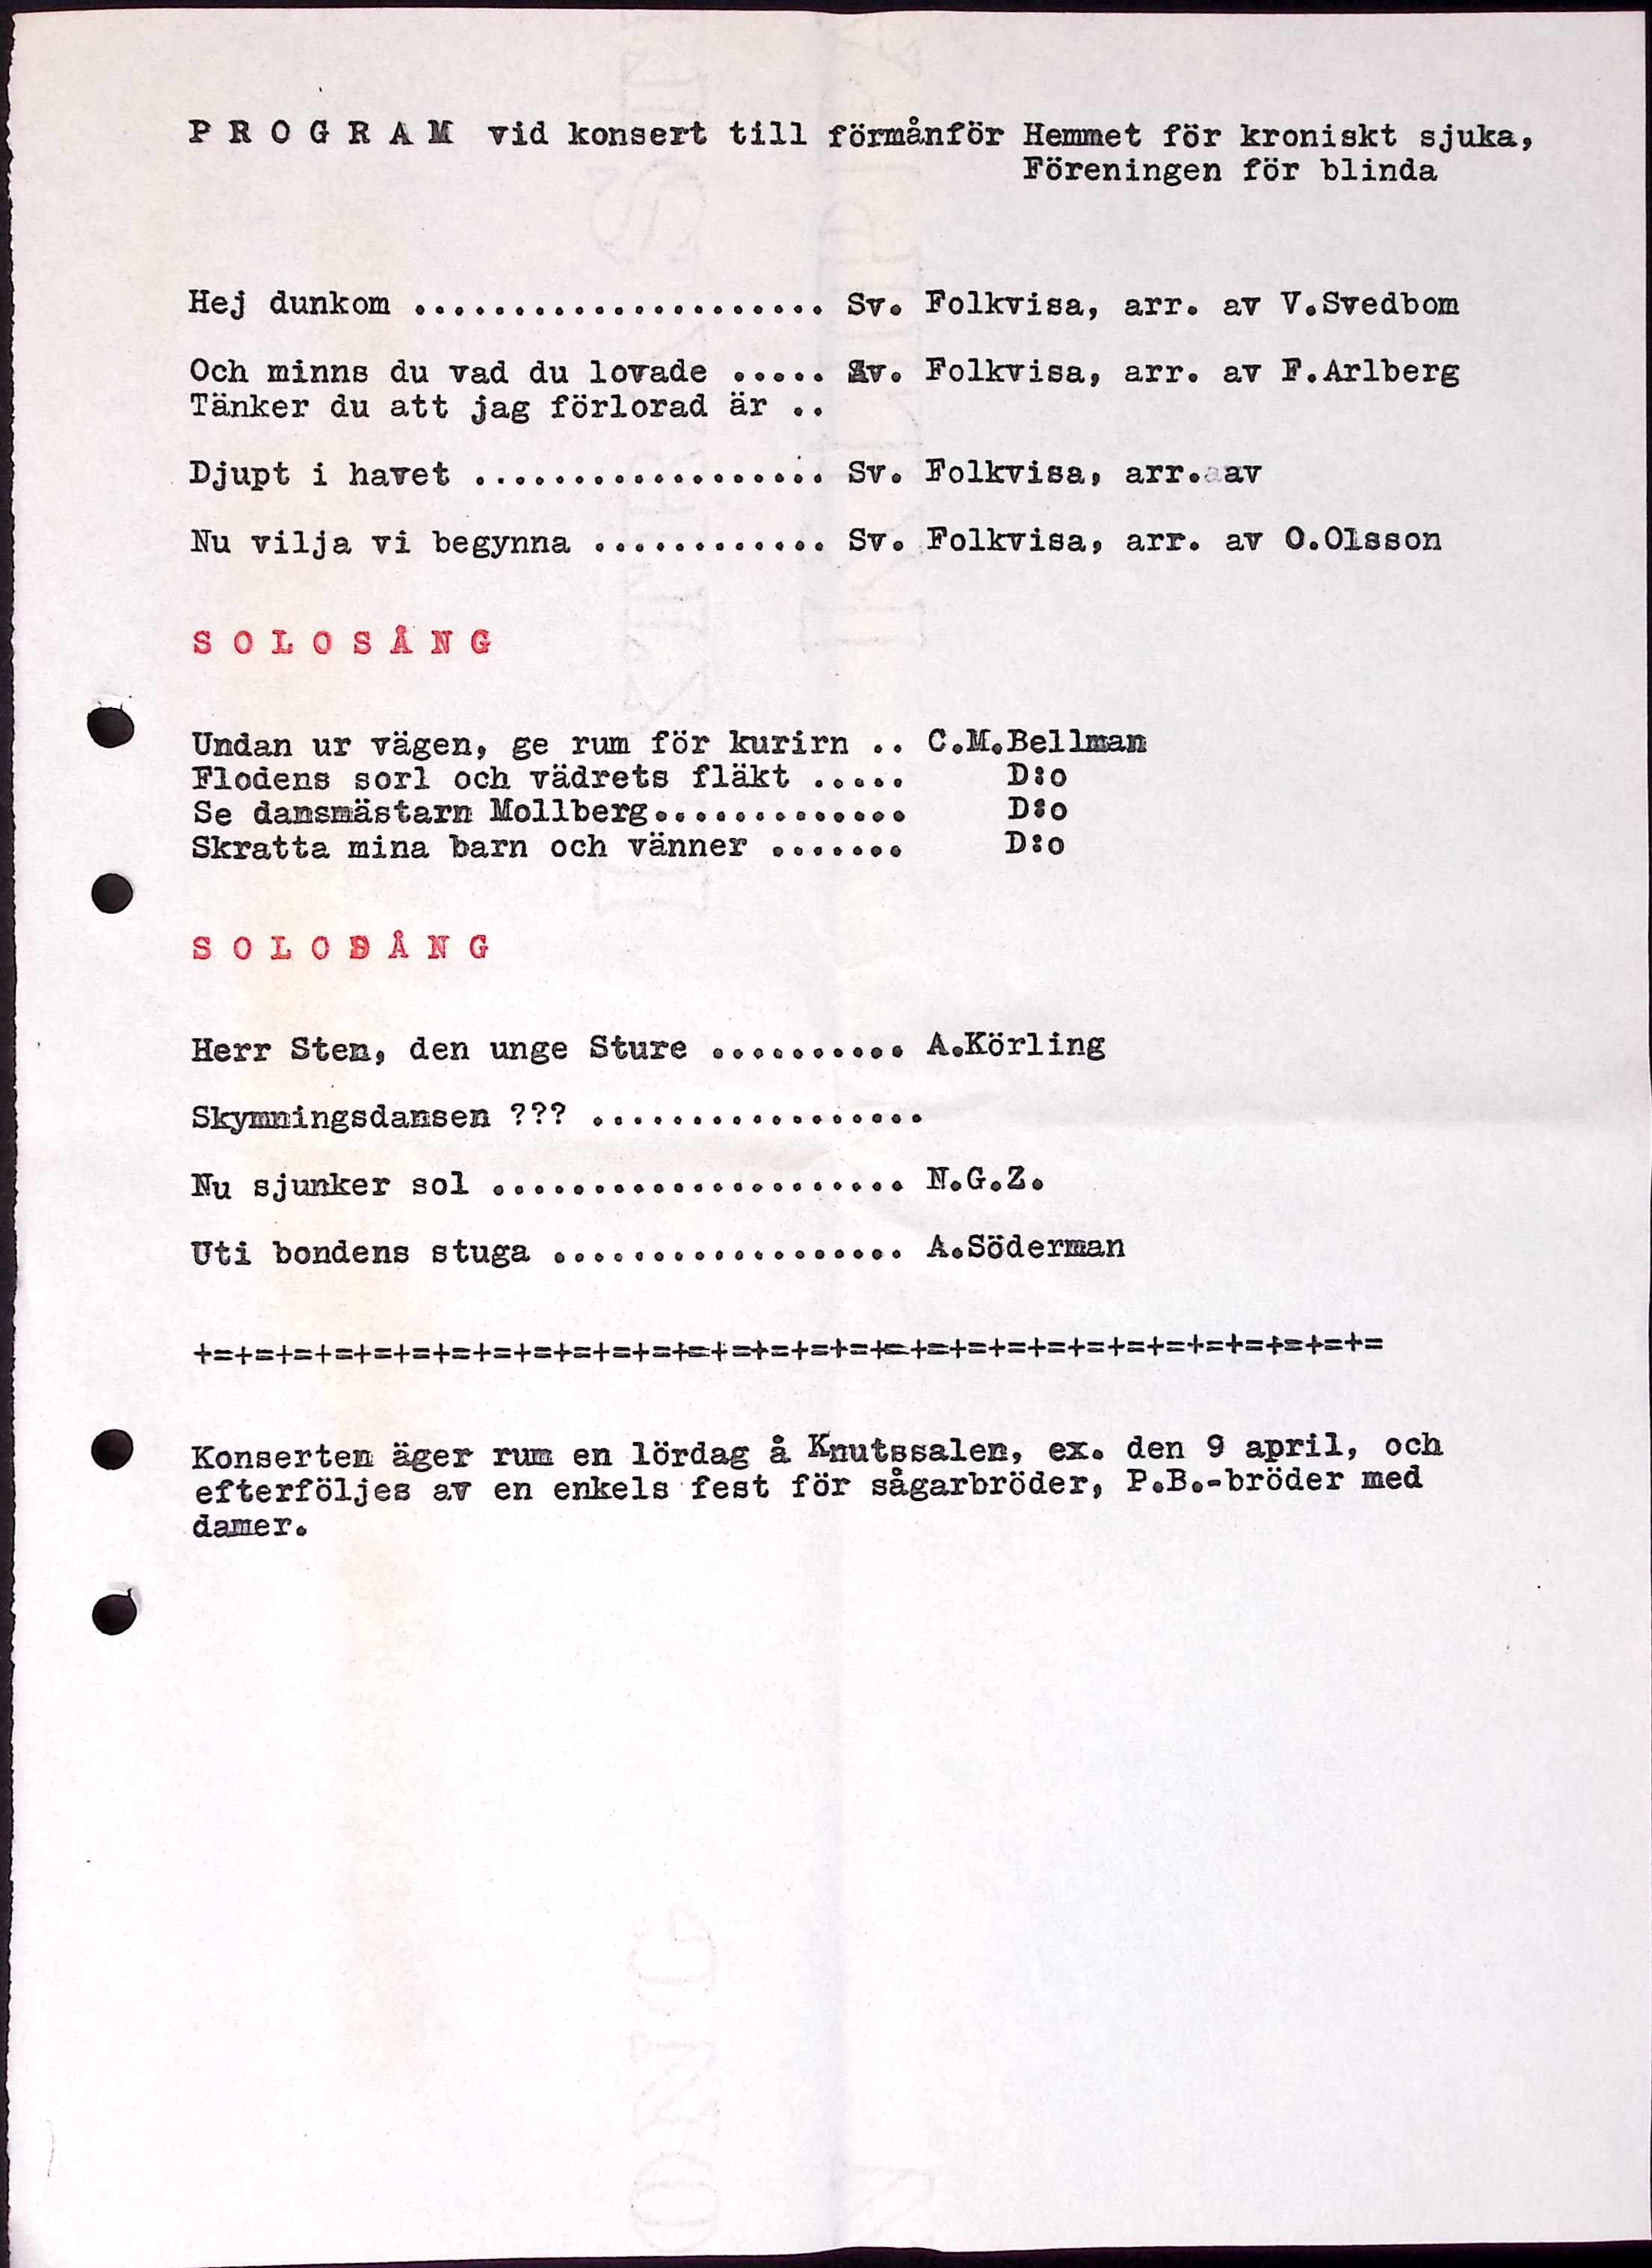 P R O G R A M vid konsert till förmånför Hemmet för kroniskt sjuka,
Föreningen för blinda
Hej dunkom ..................... Sv. Folkvisa, arr. av V.Svedbom
Och minns du vad du lovade ..... Sv. Folkvisa, arr. av F.Arlberg
Tänker du att jag förlorad är ..
Djupt i havet .................. Sv. Folkvisa, arr. av
Nu vilja vi begynna ............ Sv. Folkvisa, arr. av O.Olsson
S O L O S Å N G
Undan ur vägen, ge rum för kurirn .. C.M.Bellman
Flodens sorl och vädrets fläkt ..... D:o
Se dansmästarn Mollberg............. D:o
Skratta mina barn och vänner ....... D:o
S O L O S Å N G
Herr Sten, den unge Sture .......... A.Körling
Skymningsdansen ??? .................
Nu sjunker sol ..................... N.G.Z.
Uti bondens stuga .................. A.Söderman
+=+=+=+=+=+=+=+=+=+=+=+=+=+=+=+=+=+=+=+=+=+=+=+=+=+=+=+=+=+=
Konserten äger rum en lördag å Knutssalen, ex. den 9 april, och
efterföljes av en enkels fest för sågarbröder, P.B.-bröder med
damer.